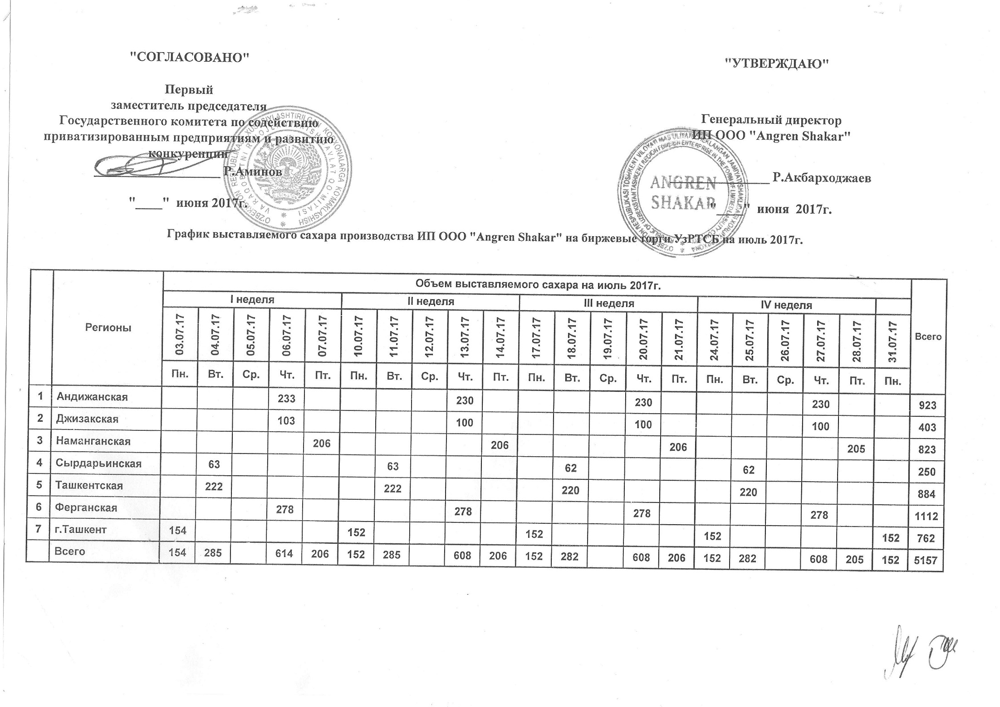 "СОГЛАСОВАНО"
Первый
заместитель председателя
Государственного комитета по содействию
приватизированным предприятиям и развитию
конкуренции
Р.Аминов
"____" июня 2017г.
"УТВЕРЖДАЮ"
Генеральный директор
ИП ООО "Angren Shakar"
Р.Акбарходжаев
"____" июня 2017г.
ANGREN
SHAKAR
График выставляемого сахара производства ИП ООО "Angren Shakar" на биржевые торги УзРТСБ на июль 2017г.
Регионы Объем выставляемого сахара на июль 2017г. Всего
I неделя II неделя III неделя IV неделя
03.07.17 04.07.17 05.07.17 06.07.17 07.07.17 10.07.17 11.07.17 12.07.17 13.07.17 14.07.17 17.07.17 18.07.17 19.07.17 20.07.17 21.07.17 24.07.17 25.07.17 26.07.17 27.07.17 28.07.17 31.07.17
Пн. Вт. Ср. Чт. Пт. Пн. Вт. Ср. Чт. Пт. Пн. Вт. Ср. Чт. Пт. Пн. Вт. Ср. Чт. Пт. Пн.
1 Андижанская 233 230 230 230 923
2 Джизакская 103 100 100 100 403
3 Наманганская 206 206 206 205 823
4 Сырдарьинская 63 63 62 62 250
5 Ташкентская 222 222 220 220 884
6 Ферганская 278 278 278 278 1112
7 г.Ташкент 154 152 152 152 152 762
Всего 154 285 614 206 152 285 608 206 152 282 608 206 152 282 608 205 152 5157